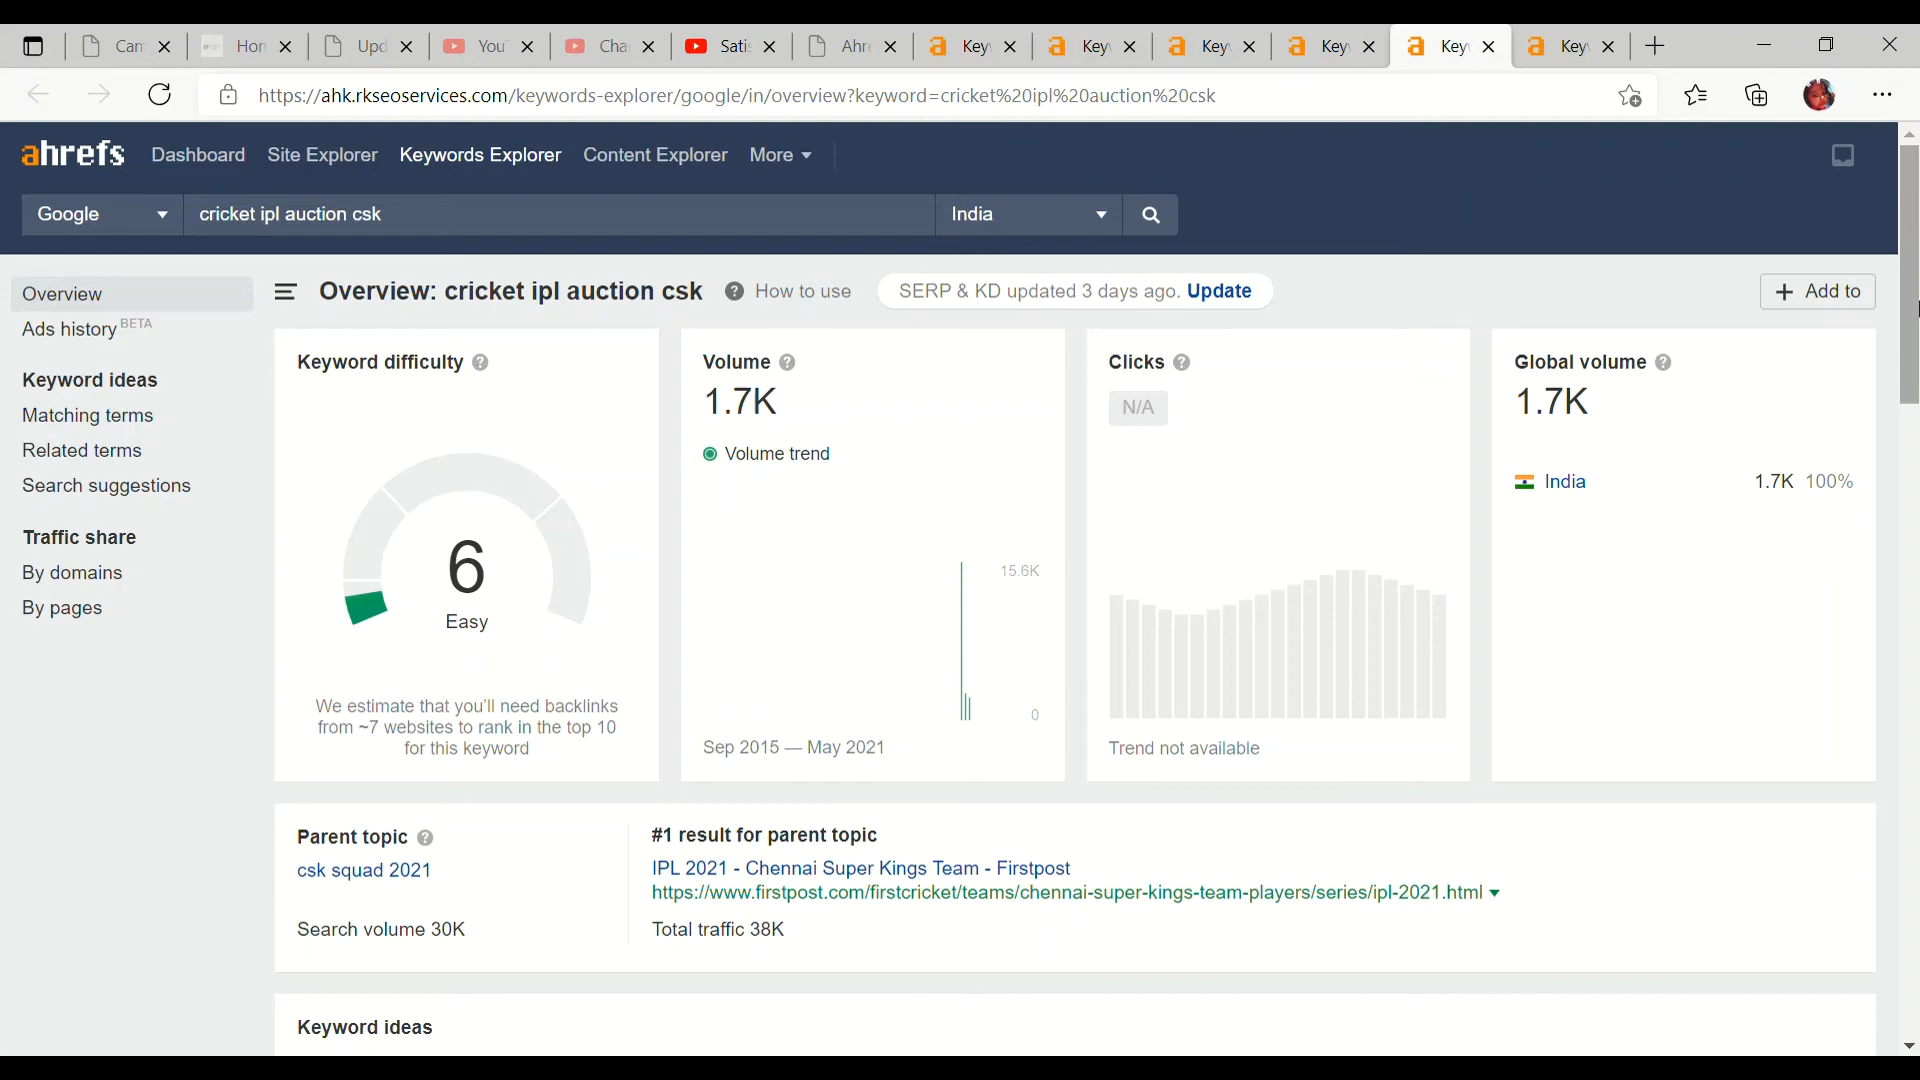 Cam
Hon
Upd
You
Cha
Satis
Ahre
Key
Key
Key
Key
Key
Key
https://ahk.rkseoservices.com/keywords-explorer/google/in/overview?keyword=cricket%20ipl%20auction%20csk
ahrefs Dashboard Site Explorer Keywords Explorer Content Explorer More
Google cricket ipl auction csk India
Overview
Ads history BETA
Keyword ideas
Matching terms
Related terms
Search suggestions
Traffic share
By domains
By pages
Overview: cricket ipl auction csk ? How to use SERP & KD updated 3 days ago. Update + Add to
Keyword difficulty ?
6
Easy
We estimate that you'll need backlinks
from ~7 websites to rank in the top 10
for this keyword
Volume ?
1.7K
Volume trend
15.6K
0
Sep 2015 — May 2021
Clicks ?
N/A
Trend not available
Global volume ?
1.7K
India 1.7K 100%
Parent topic ?
csk squad 2021
Search volume 30K
#1 result for parent topic
IPL 2021 - Chennai Super Kings Team - Firstpost
https://www.firstpost.com/firstcricket/teams/chennai-super-kings-team-players/series/ipl-2021.html
Total traffic 38K
Keyword ideas